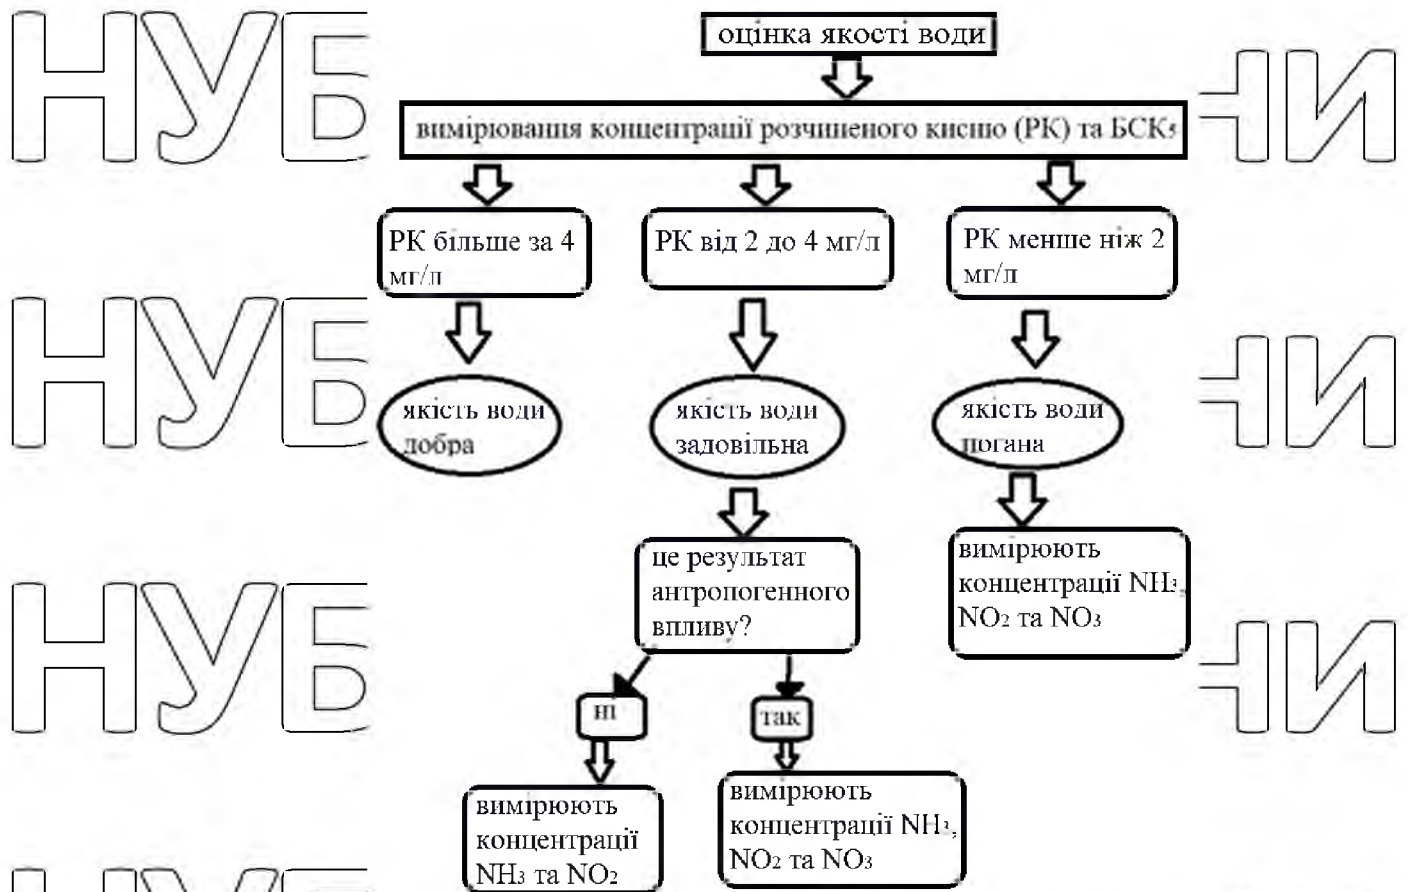 оцінка якості води
вимірювання концентрації розчиненого кисню (РК) та БСК₅
РК більше за 4
мг/л
РК від 2 до 4 мг/л
РК менше ніж 2
мг/л
якість води
добра
якість води
задовільна
якість води
погана
це результат
антропогенного
впливу?
вимірюють
концентрації NH₃,
NO₂ та NO₃
ні
так
вимірюють
концентрації
NH₃ та NO₂
вимірюють
концентрації NH₃,
NO₂ та NO₃
НУБ
НУБ
НУБ
И
И
И